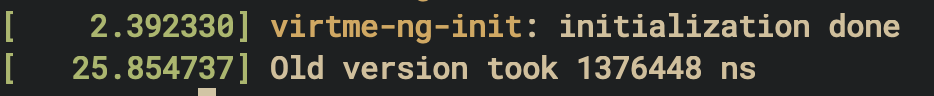 [    2.392330] virtme-ng-init: initialization done
[   25.854737] Old version took 1376448 ns